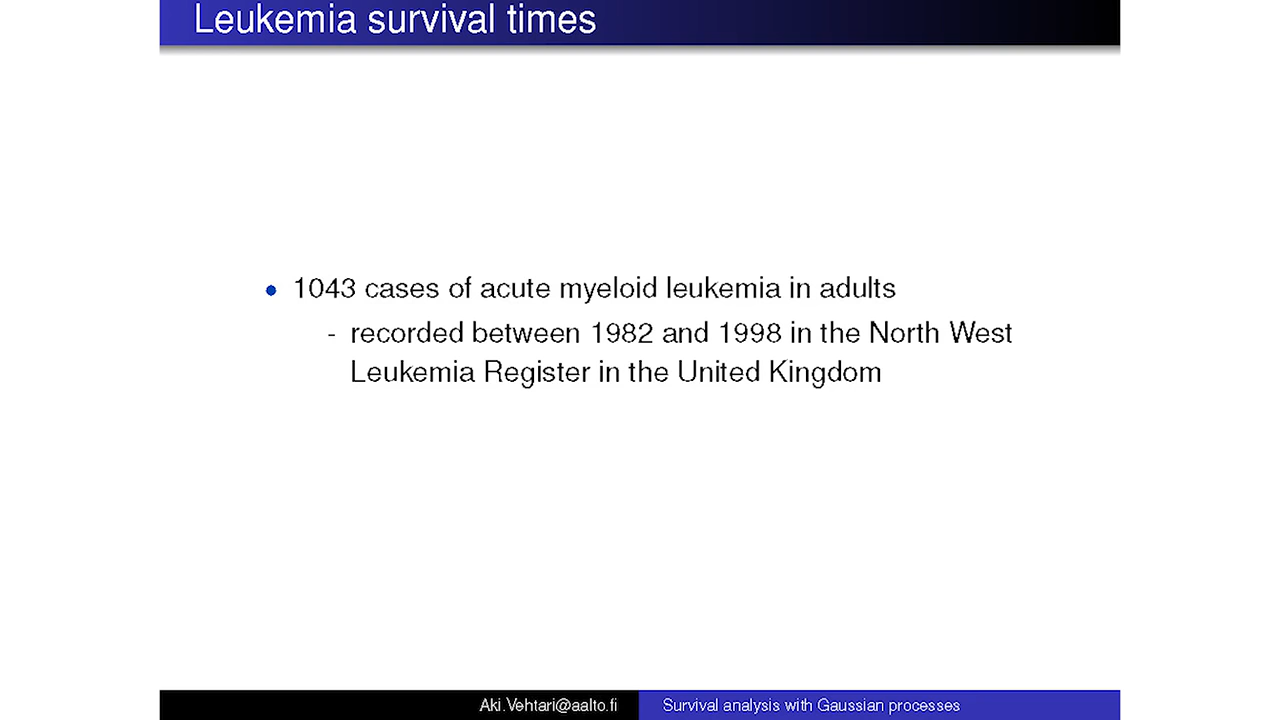 Leukemia survival times
• 1043 cases of acute myeloid leukemia in adults
- recorded between 1982 and 1998 in the North West
Leukemia Register in the United Kingdom
Aki.Vehtari@aalto.fi
Survival analysis with Gaussian processes